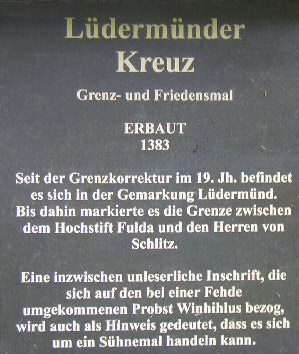 Lüdermünder
Kreuz
Grenz- und Friedensmal
ERBAUT
1383
Seit der Grenzkorrektur im 19. Jh. befindet
es sich in der Gemarkung Lüdermünd.
Bis dahin markierte es die Grenze zwischen
dem Hochstift Fulda und den Herren von
Schlitz.
Eine inzwischen unleserliche Inschrift, die
sich auf den bei einer Fehde
umgekommenen Probst Winhihlus bezog,
wird auch als Hinweis gedeutet, dass es sich
um ein Sühnemal handeln kann.